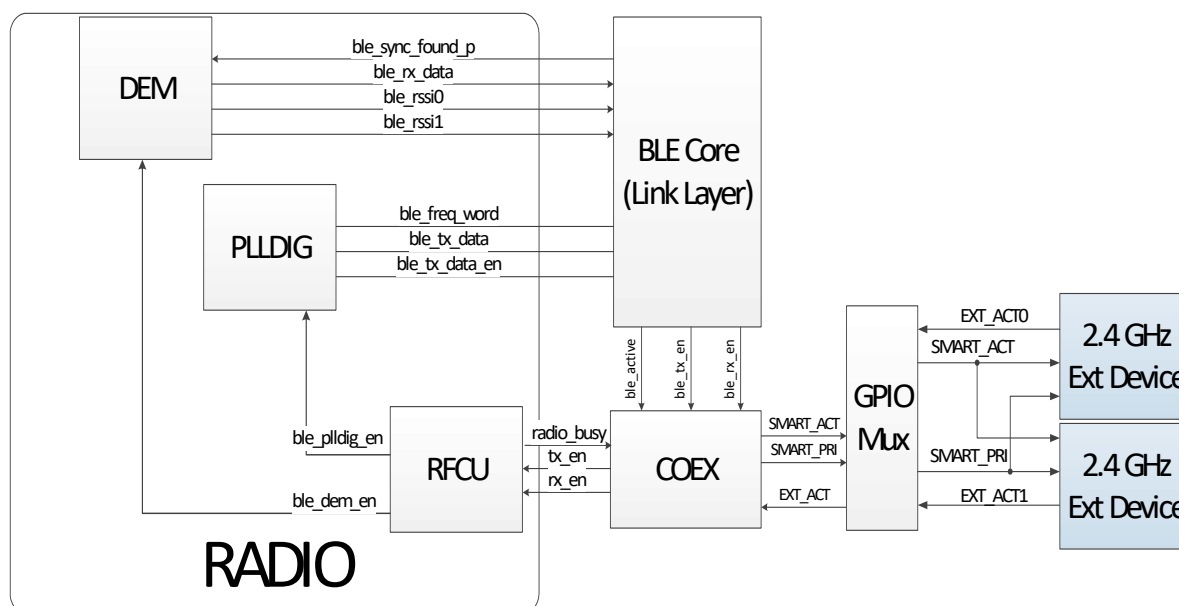 DEM
ble_sync_found_p
ble_rx_data
ble_rssi0
ble_rssi1
BLE Core
(Link Layer)
PLLDIG
ble_freq_word
ble_tx_data
ble_tx_data_en
ble_active
ble_tx_en
ble_rx_en
EXT_ACT0
SMART_ACT
2.4 GHz
Ext Device
GPIO
Mux
ble_plldig_en
RFCU
radio_busy
tx_en
rx_en
COEX
SMART_ACT
SMART_PRI
EXT_ACT
SMART_PRI
EXT_ACT1
2.4 GHz
Ext Device
ble_dem_en
RADIO